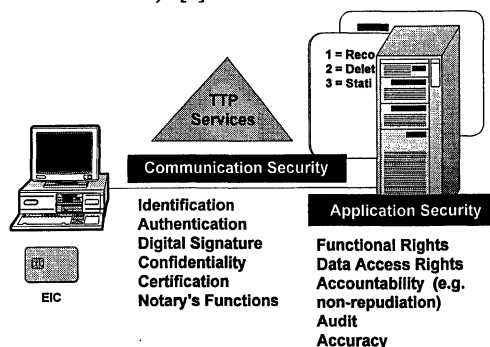 1 = Reco
2 = Delet
3 = Stati
TTP
Services
Communication Security
Identification
Authentication
Digital Signature
Confidentiality
Certification
Notary's Functions
EIC
Application Security
Functional Rights
Data Access Rights
Accountability (e.g.
non-repudiation)
Audit
Accuracy